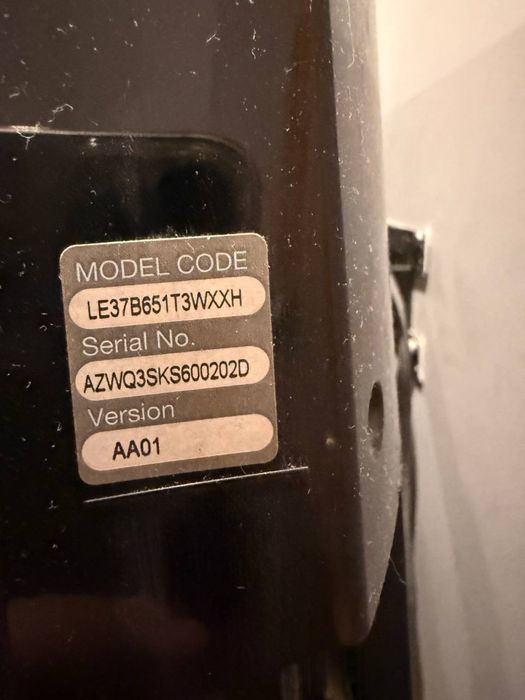 MODEL CODE
LE37B651T3WXXH
Serial No.
AZWQ3SKS600202D
Version
AA01